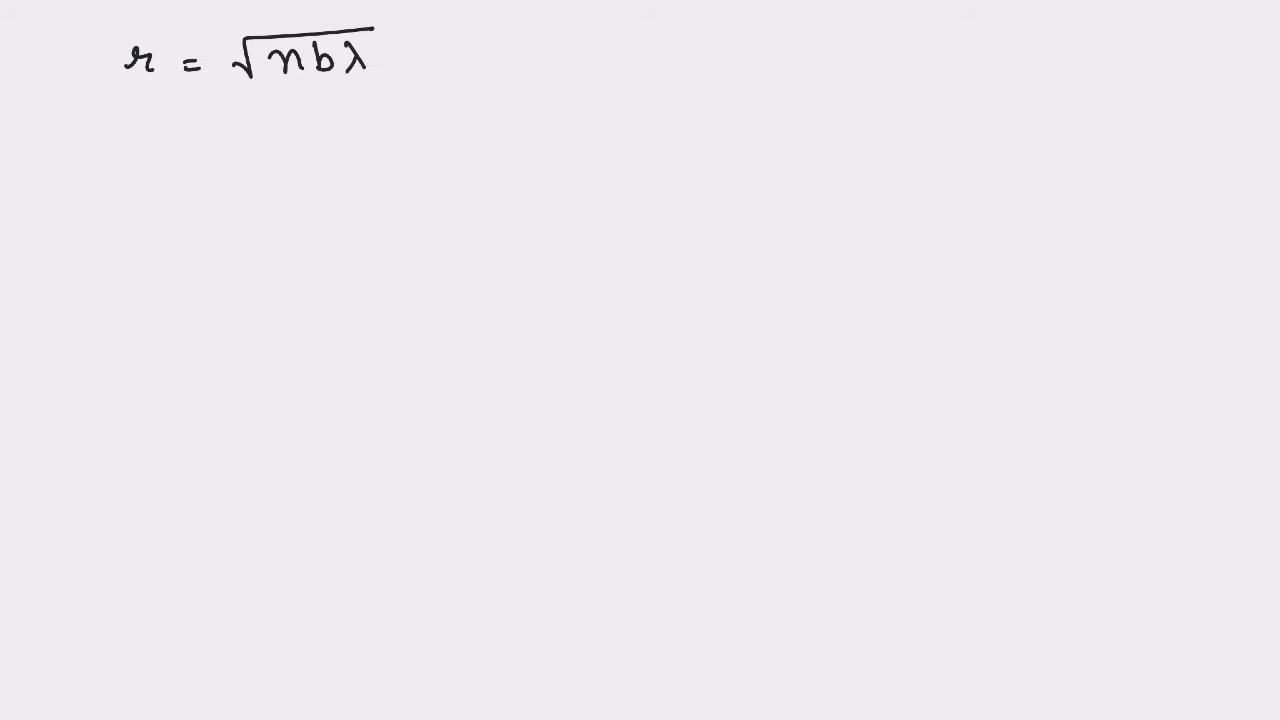 r = √nbλ